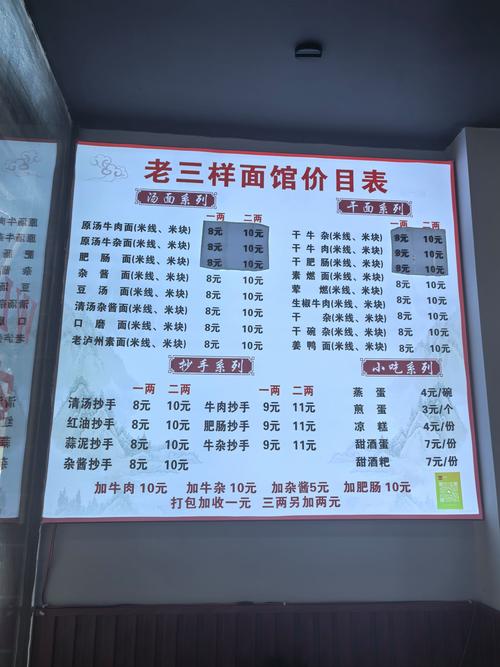 老三样面馆价目表
汤面系列
一两 二两
原汤牛肉面(米线、米块) 8元 10元
原汤牛杂面(米线、米块) 8元 10元
肥肠面(米线、米块) 8元 10元
杂酱面(米线、米块) 8元 10元
豆汤面(米线、米块) 8元 10元
清汤杂酱面(米线、米块) 8元 10元
口磨面(米线、米块) 8元 10元
老泸州素面(米线、米块) 8元 10元
干面系列
一两 二两
干牛杂(米线、米块) 8元 10元
干牛肉(米线、米块) 9元 10元
干肥肠(米线、米块) 9元 10元
素燃面(米线、米块) 8元 10元
荤燃(米线、米块) 8元 10元
生椒牛肉(米线、米块) 8元 10元
干杂(米线、米块) 8元 10元
干碗杂(米线、米块) 8元 10元
姜鸭面(米线、米块) 8元 10元
抄手系列
一两 二两 一两 二两
清汤抄手 8元 10元 牛肉抄手 9元 11元
红油抄手 8元 10元 肥肠抄手 9元 11元
蒜泥抄手 8元 10元 牛杂抄手 9元 11元
杂酱抄手 8元 10元
小吃系列
蒸蛋 4元/碗
煎蛋 3元/个
凉糕 4元/份
甜酒蛋 7元/份
甜酒粑 7元/份
加牛肉 10元 加牛杂 10元 加杂酱5元 加肥肠 10元
打包加收一元 三两另加两元